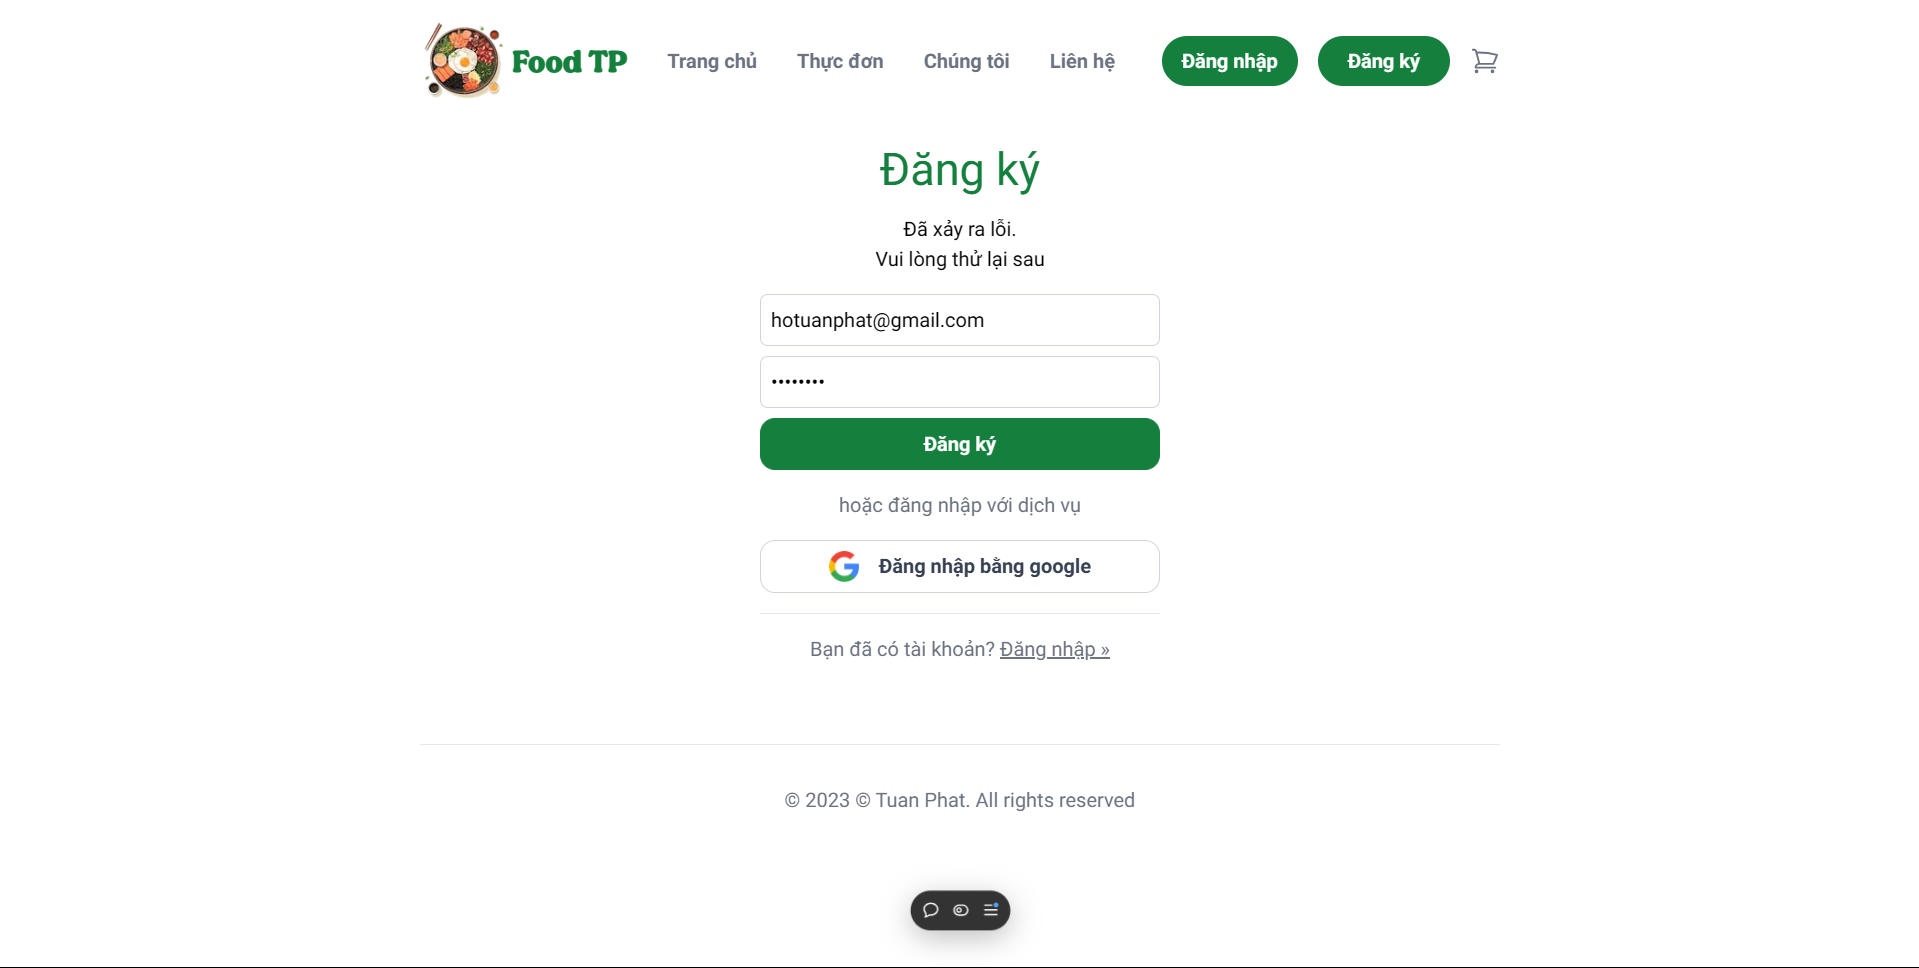 Food TP
Trang chủ
Thực đơn
Chúng tôi
Liên hệ
Đăng nhập
Đăng ký
Đăng ký
Đã xảy ra lỗi.
Vui lòng thử lại sau
hotuanphat@gmail.com
••••••••
Đăng ký
hoặc đăng nhập với dịch vụ
Đăng nhập bằng google
Bạn đã có tài khoản? Đăng nhập »
© 2023 © Tuan Phat. All rights reserved